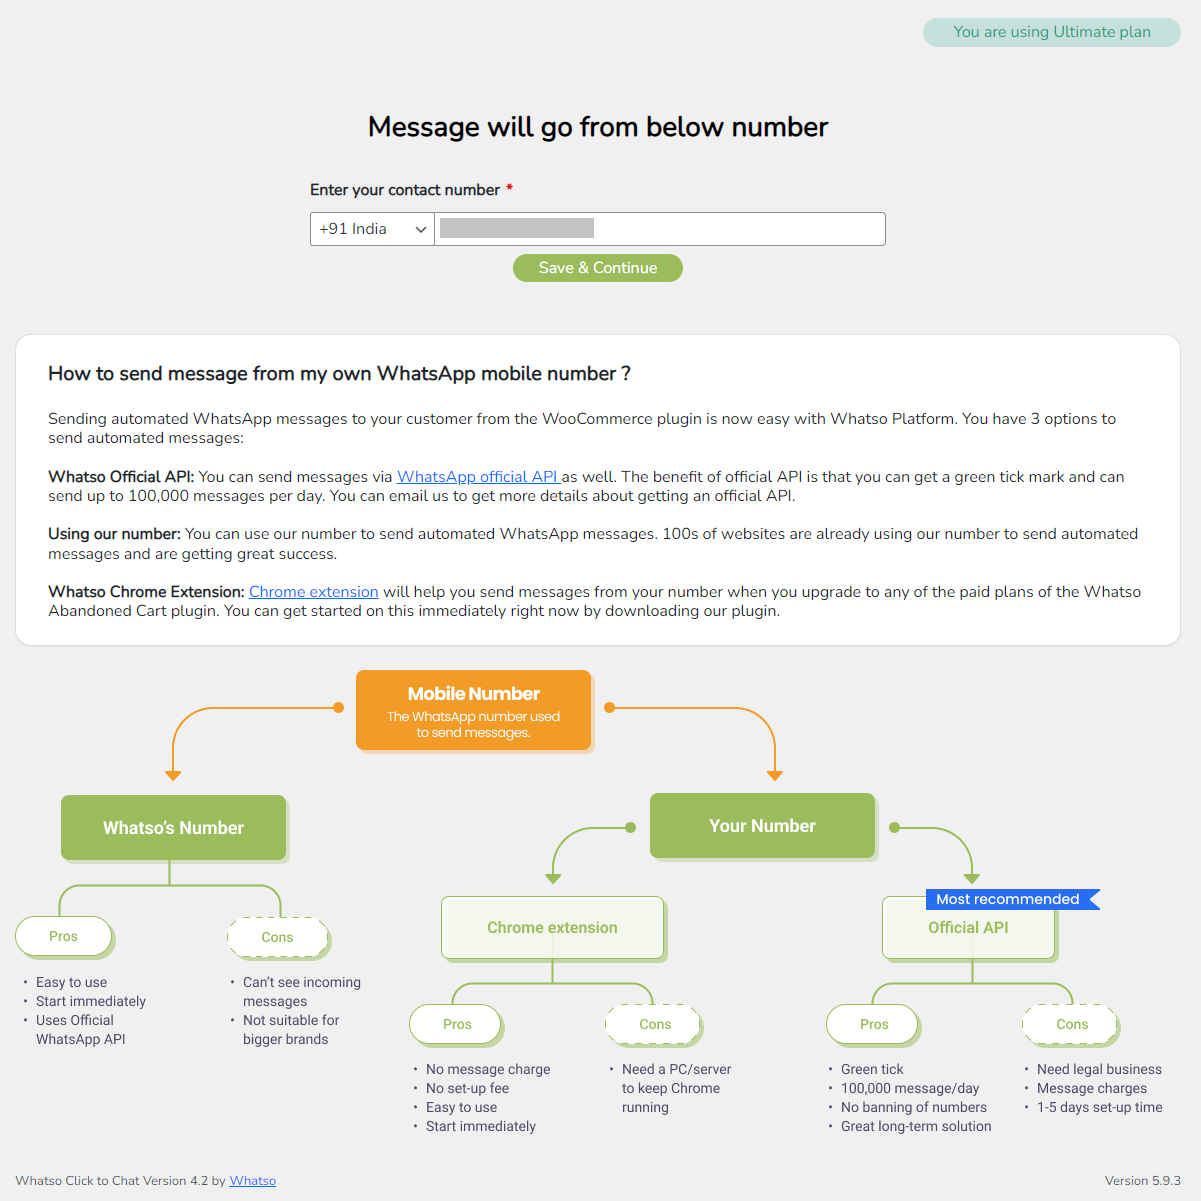 You are using Ultimate plan
Message will go from below number
Enter your contact number *
+91 India
Save & Continue
How to send message from my own WhatsApp mobile number ?
Sending automated WhatsApp messages to your customer from the WooCommerce plugin is now easy with Whatso Platform. You have 3 options to
send automated messages:
Whatso Official API: You can send messages via WhatsApp official API as well. The benefit of official API is that you can get a green tick mark and can
send up to 100,000 messages per day. You can email us to get more details about getting an official API.
Using our number: You can use our number to send automated WhatsApp messages. 100s of websites are already using our number to send automated
messages and are getting great success.
Whatso Chrome Extension: Chrome extension will help you send messages from your number when you upgrade to any of the paid plans of the Whatso
Abandoned Cart plugin. You can get started on this immediately right now by downloading our plugin.
Mobile Number
The WhatsApp number used
to send messages.
Whatso's Number
Pros
• Easy to use
• Start immediately
• Uses Official
WhatsApp API
Cons
• Can't see incoming
messages
• Not suitable for
bigger brands
Your Number
Chrome extension
Pros
• No message charge
• No set-up fee
• Easy to use
• Start immediately
Cons
• Need a PC/server
to keep Chrome
running
Most recommended
Official API
Pros
• Green tick
• 100,000 message/day
• No banning of numbers
• Great long-term solution
Cons
• Need legal business
• Message charges
• 1-5 days set-up time
Whatso Click to Chat Version 4.2 by Whatso
Version 5.9.3